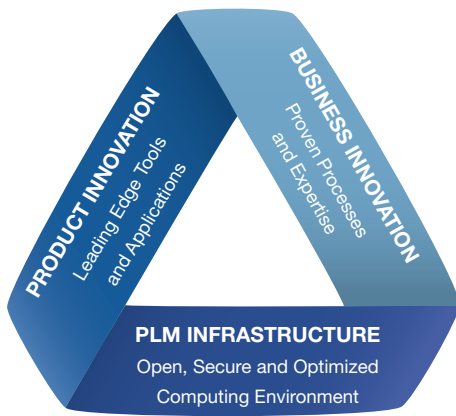 PRODUCT INNOVATION
Leading Edge Tools
and Applications
BUSINESS INNOVATION
Proven Processes
and Expertise
PLM INFRASTRUCTURE
Open, Secure and Optimized
Computing Environment